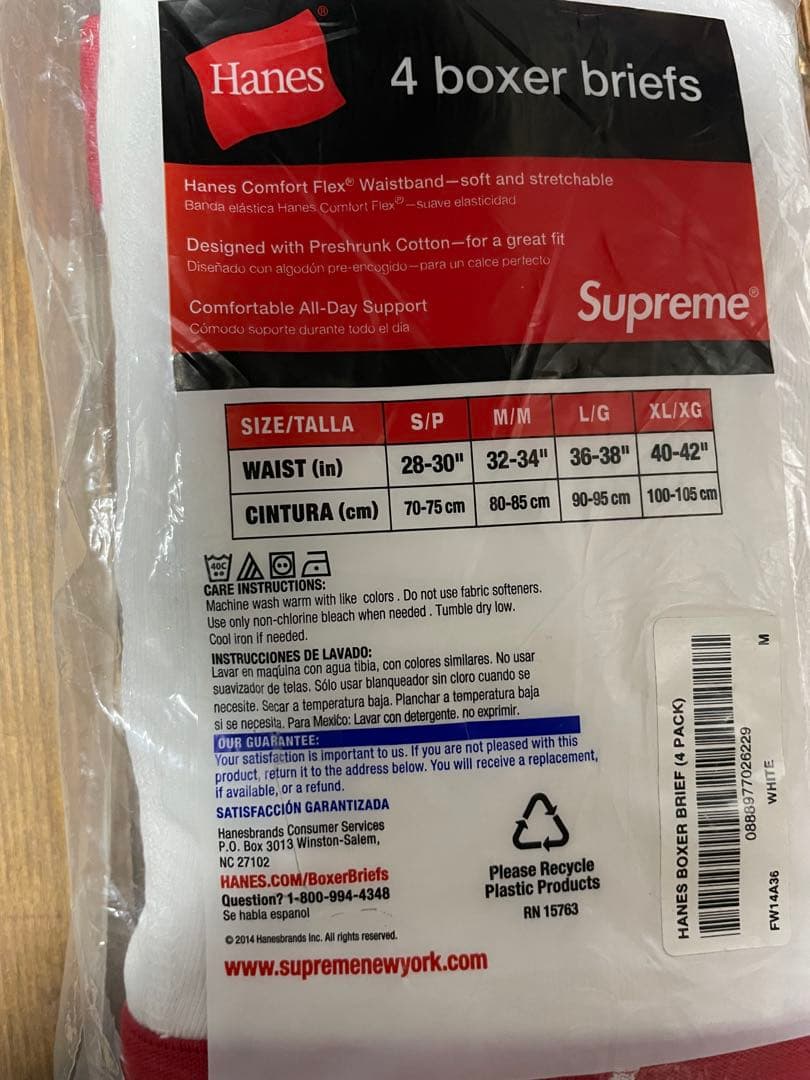 Hanes®
4 boxer briefs
Hanes Comfort Flex® Waistband—soft and stretchable
Banda elástica Hanes Comfort Flex®—suave elasticidad
Designed with Preshrunk Cotton—for a great fit
Diseñado con algodón pre-encogido—para un calce perfecto
Comfortable All-Day Support
Cómodo soporte durante todo el día
Supreme®
SIZE/TALLA S/P M/M L/G XL/XG
WAIST (in) 28-30" 32-34" 36-38" 40-42"
CINTURA (cm) 70-75 cm 80-85 cm 90-95 cm 100-105 cm
40C
CARE INSTRUCTIONS:
Machine wash warm with like colors . Do not use fabric softeners.
Use only non-chlorine bleach when needed . Tumble dry low.
Cool iron if needed.
INSTRUCCIONES DE LAVADO:
Lavar en maquina con agua tibia, con colores similares. No usar
suavizador de telas. Sólo usar blanqueador sin cloro cuando se
necesite. Secar a temperatura baja. Planchar a temperatura baja
si se necesita. Para Mexico: Lavar con detergente. no exprimir.
OUR GUARANTEE:
Your satisfaction is important to us. If you are not pleased with this
product, return it to the address below. You will receive a replacement,
if available, or a refund.
SATISFACCIÓN GARANTIZADA
Hanesbrands Consumer Services
P.O. Box 3013 Winston-Salem,
NC 27102
HANES.COM/BoxerBriefs
Question? 1-800-994-4348
Se habla espanol
© 2014 Hanesbrands Inc. All rights reserved.
www.supremenewyork.com
Please Recycle
Plastic Products
RN 15763
HANES BOXER BRIEF (4 PACK)
0888977026229
FW14A36 WHITE M